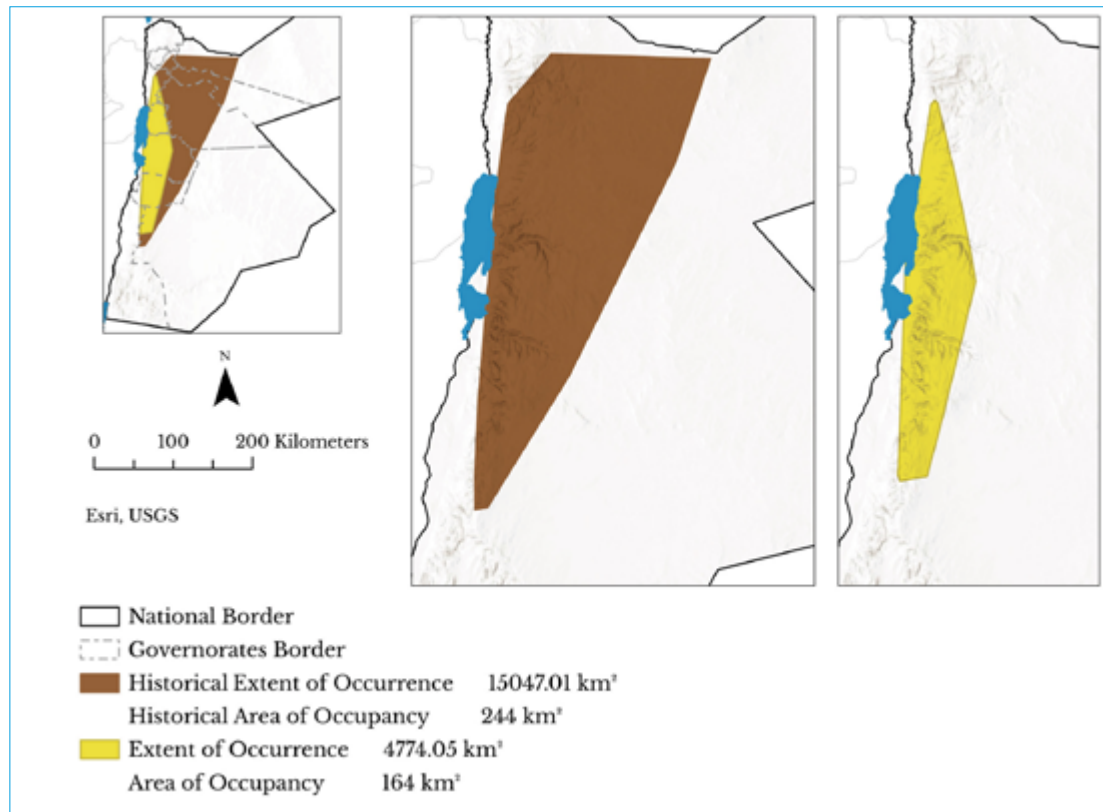 N
0 100 200 Kilometers
Esri, USGS
National Border
Governorates Border
Historical Extent of Occurrence 15047.01 km²
Historical Area of Occupancy 244 km²
Extent of Occurrence 4774.05 km²
Area of Occupancy 164 km²